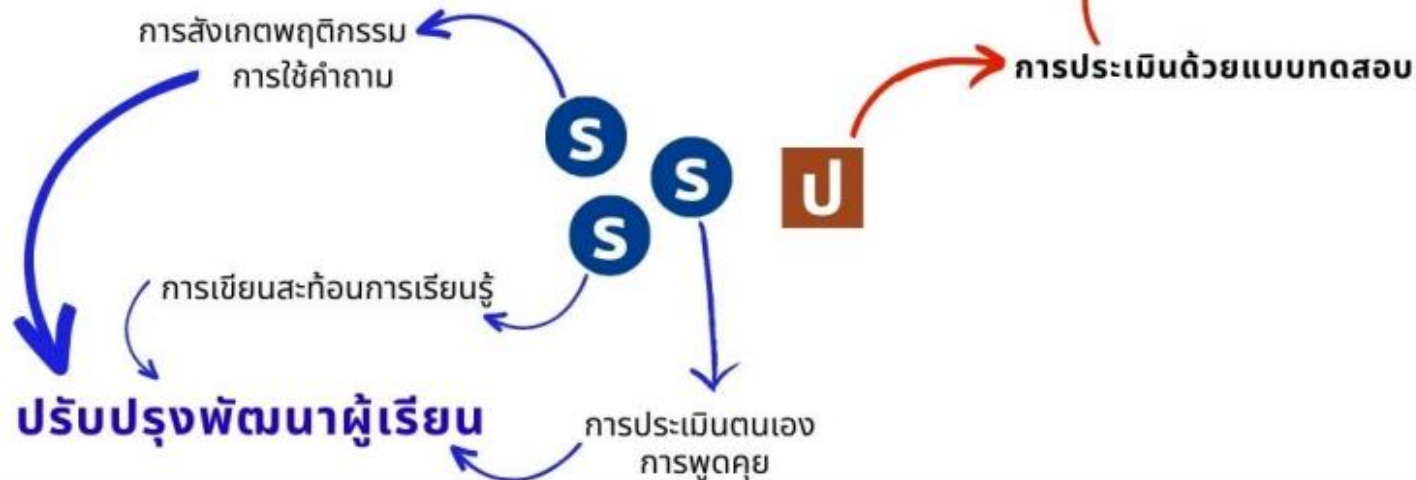 การสังเกตพฤติกรรม
การใช้คำถาม
การประเมินด้วยแบบทดสอบ
ร
ร
ป
ร
การเขียนสะท้อนการเรียนรู้
ปรับปรุงพัฒนาผู้เรียน
การประเมินตนเอง
การพูดคุย